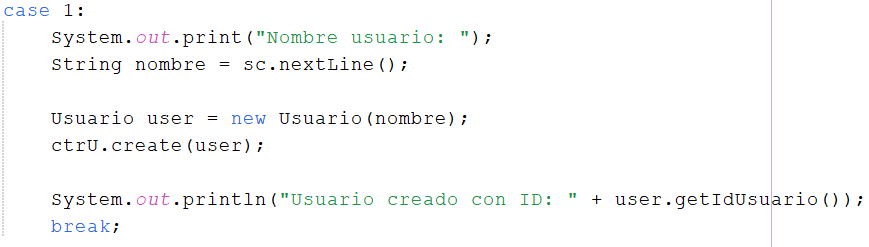 case 1:
System.out.print("Nombre usuario: ");
String nombre = sc.nextLine();
Usuario user = new Usuario(nombre);
ctrU.create(user);
System.out.println("Usuario creado con ID: " + user.getIdUsuario());
break;